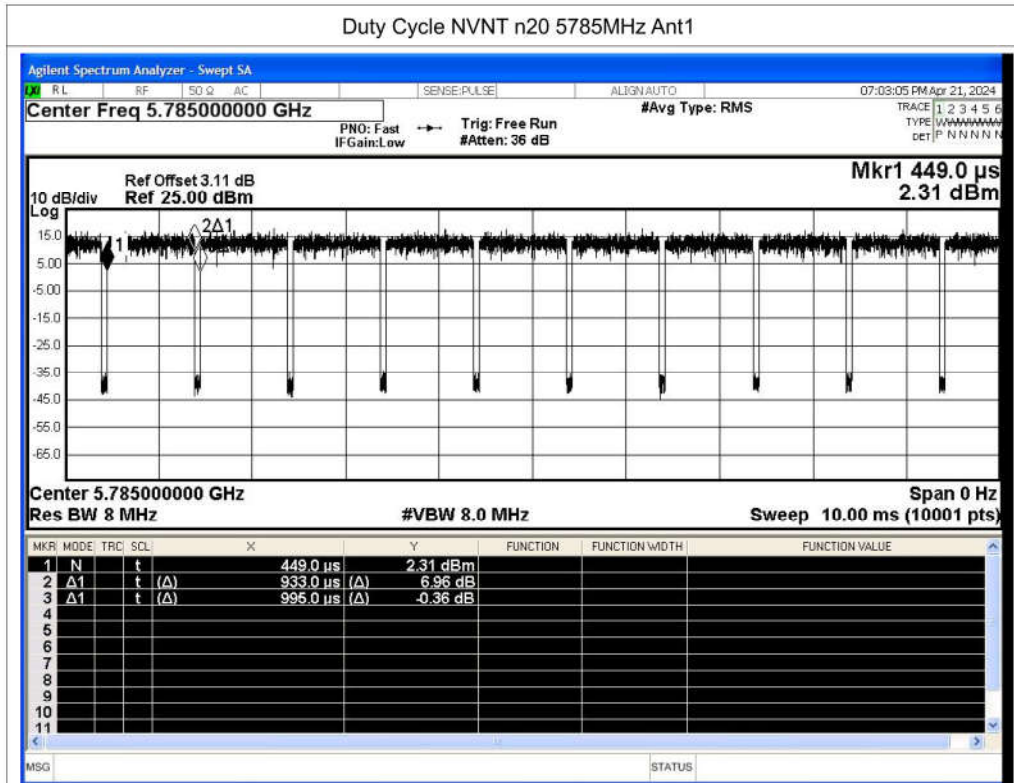 Duty Cycle NVNT n20 5785MHz Ant1
Agilent Spectrum Analyzer - Swept SA
LXI RL RF 50 Ω AC SENSE:PULSE ALIGNAUTO 07:03:05 PM Apr 21, 2024
Center Freq 5.785000000 GHz #Avg Type: RMS TRACE 1 2 3 4 5 6
PNO: Fast Trig: Free Run TYPE WWWWWW
IFGain:Low #Atten: 36 dB DET P N N N N N
Mkr1 449.0 µs
Ref Offset 3.11 dB
10 dB/div Ref 25.00 dBm 2.31 dBm
Log
2Δ1
15.0
1
5.00
-5.00
-15.0
-25.0
-35.0
-45.0
-55.0
-65.0
Center 5.785000000 GHz Span 0 Hz
Res BW 8 MHz #VBW 8.0 MHz Sweep 10.00 ms (10001 pts)
MKR MODE TRC SCL X Y FUNCTION FUNCTION WIDTH FUNCTION VALUE
1 N t 449.0 µs 2.31 dBm
2 Δ1 t (Δ) 933.0 µs (Δ) 6.96 dB
3 Δ1 t (Δ) 995.0 µs (Δ) -0.36 dB
4
5
6
7
8
9
10
11
MSG STATUS